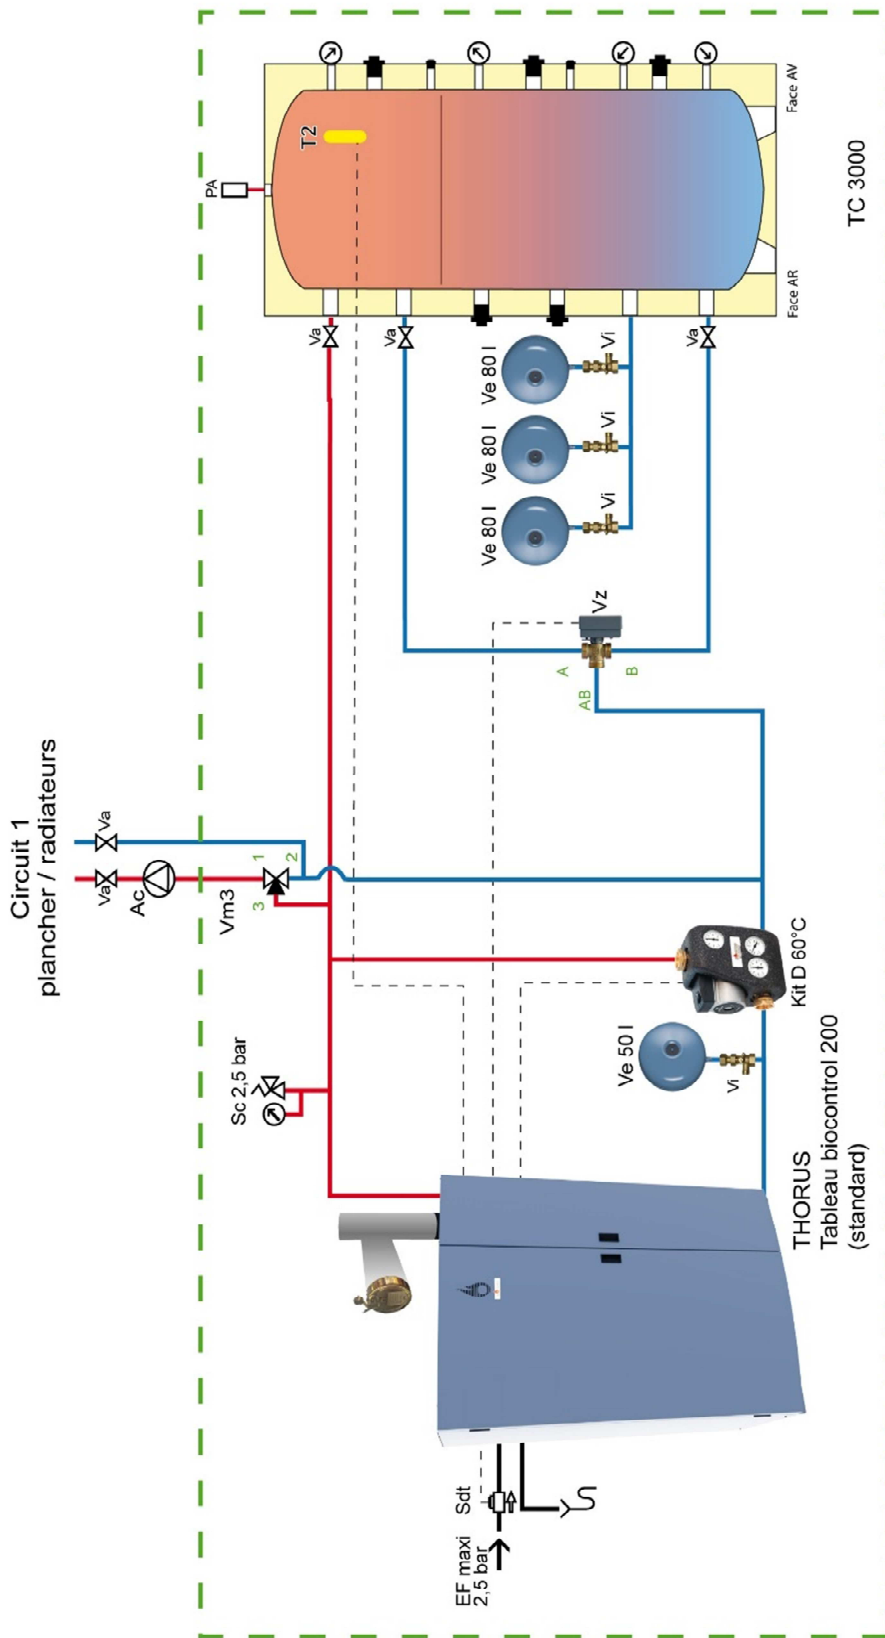 Circuit 1
plancher / radiateurs
Va
Va
Ac
Vm3
1
2
3
Sc 2,5 bar
PA
T2
Va
Va
Va
Face AV
Face AR
TC 3000
Ve 80 l
Ve 80 l
Ve 80 l
Vi
Vi
Vi
Vz
A
AB
B
Ve 50 l
Vi
Kit D 60°C
THORUS
Tableau biocontrol 200
(standard)
Sdt
EF maxi
2,5 bar